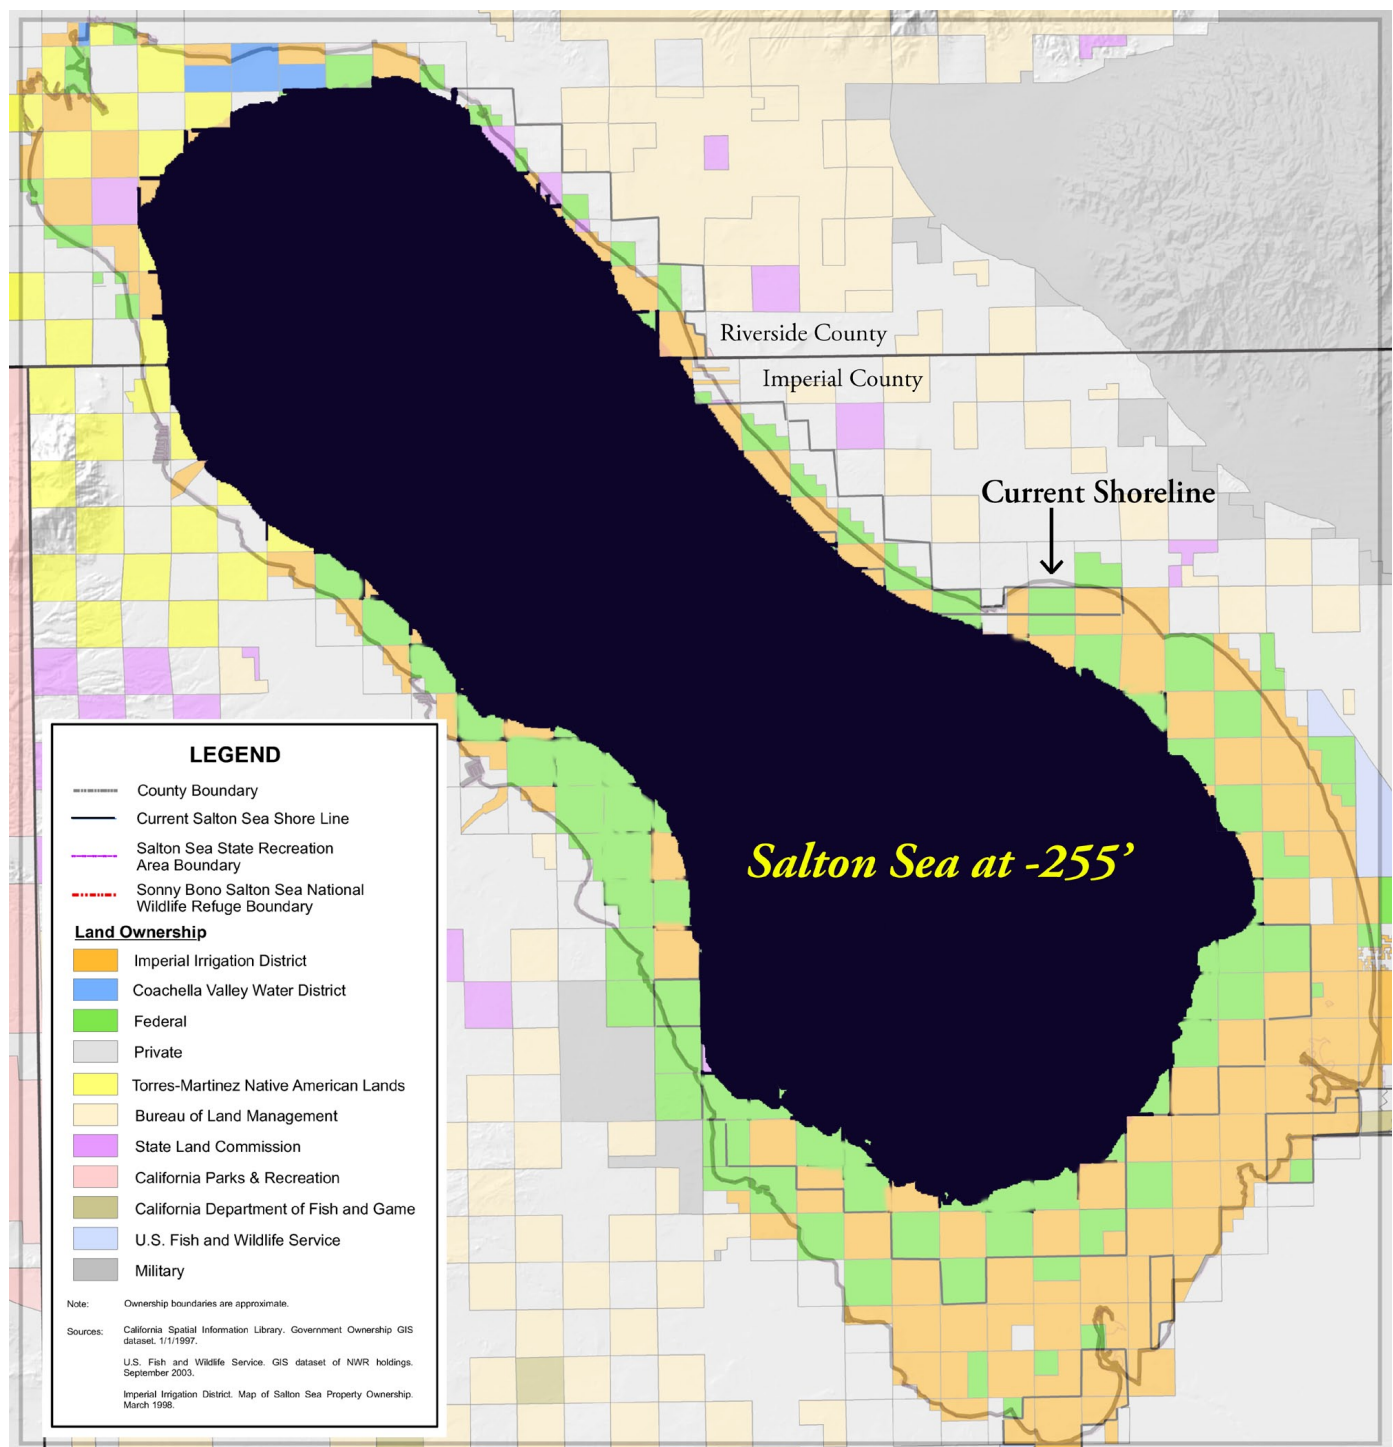 Riverside County
Imperial County
Current Shoreline
Salton Sea at -255’
LEGEND
County Boundary
Current Salton Sea Shore Line
Salton Sea State Recreation
Area Boundary
Sonny Bono Salton Sea National
Wildlife Refuge Boundary
Land Ownership
Imperial Irrigation District
Coachella Valley Water District
Federal
Private
Torres-Martinez Native American Lands
Bureau of Land Management
State Land Commission
California Parks & Recreation
California Department of Fish and Game
U.S. Fish and Wildlife Service
Military
Note: Ownership boundaries are approximate.
Sources: California Spatial Information Library. Government Ownership GIS
dataset. 1/1/1997.
U.S. Fish and Wildlife Service. GIS dataset of NWR holdings.
September 2003.
Imperial Irrigation District. Map of Salton Sea Property Ownership.
March 1998.